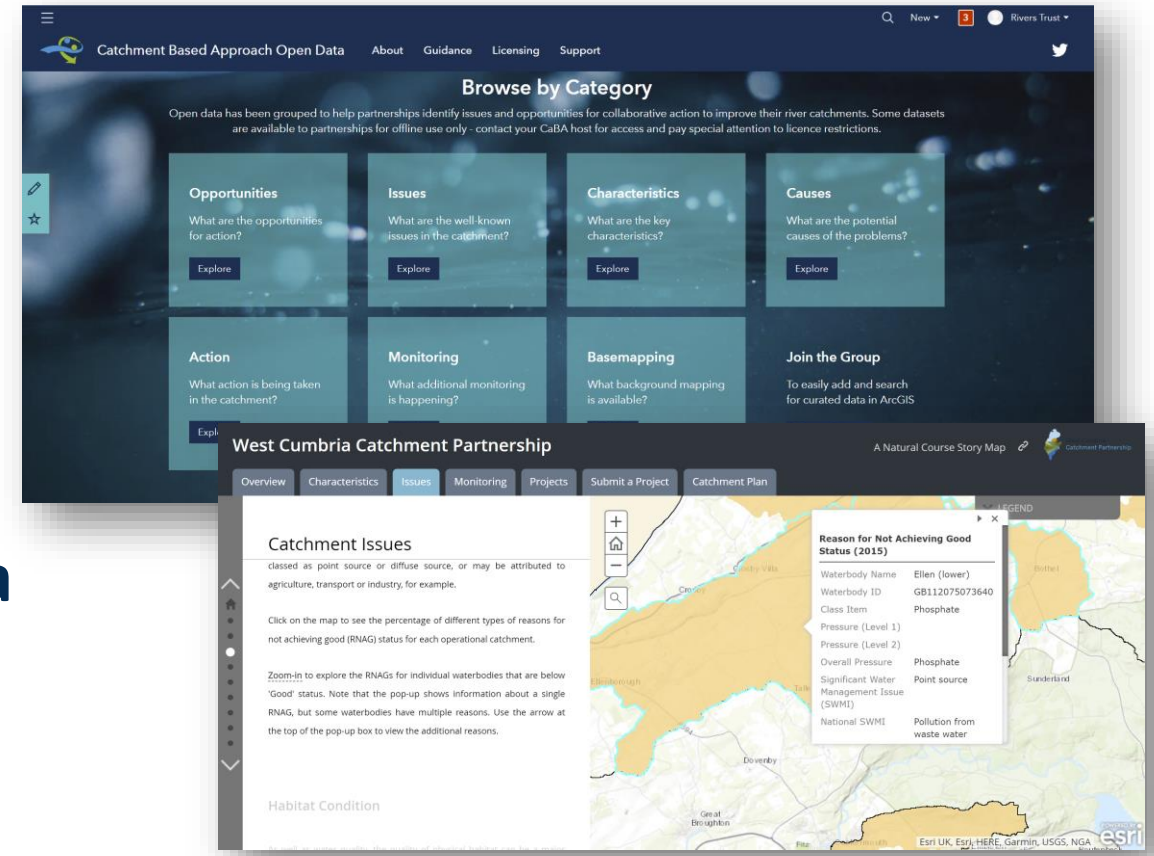 New
3
Rivers Trust
Catchment Based Approach Open Data
About
Guidance
Licensing
Support
Browse by Category
Open data has been grouped to help partnerships identify issues and opportunities for collaborative action to improve their river catchments. Some datasets
are available to partnerships for offline use only - contact your CaBA host for access and pay special attention to licence restrictions.
Opportunities
What are the opportunities
for action?
Explore
Issues
What are the well-known
issues in the catchment?
Explore
Characteristics
What are the key
characteristics?
Explore
Causes
What are the potential
causes of the problems?
Explore
Action
What action is being taken
in the catchment?
Monitoring
What additional monitoring
is happening?
Basemapping
What background mapping
is available?
Join the Group
To easily add and search
for curated data in ArcGIS
West Cumbria Catchment Partnership
A Natural Course Story Map
Catchment Partnership
Overview
Characteristics
Issues
Monitoring
Projects
Submit a Project
Catchment Plan
Catchment Issues
classed as point source or diffuse source, or may be attributed to
agriculture, transport or industry, for example.
Click on the map to see the percentage of different types of reasons for
not achieving good (RNAG) status for each operational catchment.
Zoom-in to explore the RNAGs for individual waterbodies that are below
'Good' status. Note that the pop-up shows information about a single
RNAG, but some waterbodies have multiple reasons. Use the arrow at
the top of the pop-up box to view the additional reasons.
Habitat Condition
LEGEND
Reason for Not Achieving Good
Status (2015)
Waterbody Name Ellen (lower)
Waterbody ID GB112075073640
Class Item Phosphate
Pressure (Level 1)
Pressure (Level 2)
Overall Pressure Phosphate
Significant Water Point source
Management Issue
(SWMI)
National SWMI Pollution from
waste water
Crosby
Bothel
Sunderland
Dovenby
Great
Broughton
Esri UK, Esri, HERE, Garmin, USGS, NGA
esri